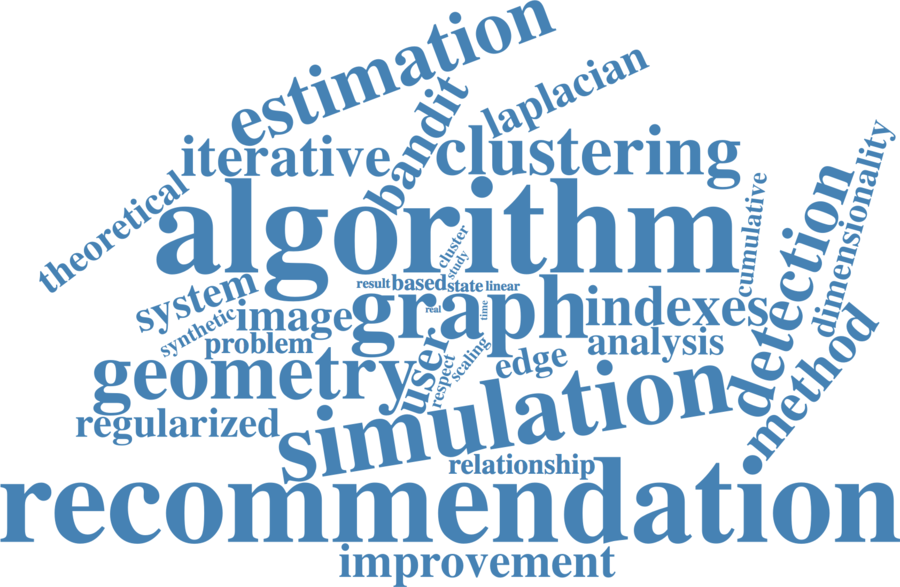 estimation
laplacian
bandit
iterative
clustering
theoretical
algorithm
cumulative
dimensionality
detection
cluster
study
system
result
based
state
linear
synthetic
image
graph
real
time
indexes
problem
user
respect
scaling
edge
analysis
method
geometry
regularized
simulation
relationship
recommendation
improvement